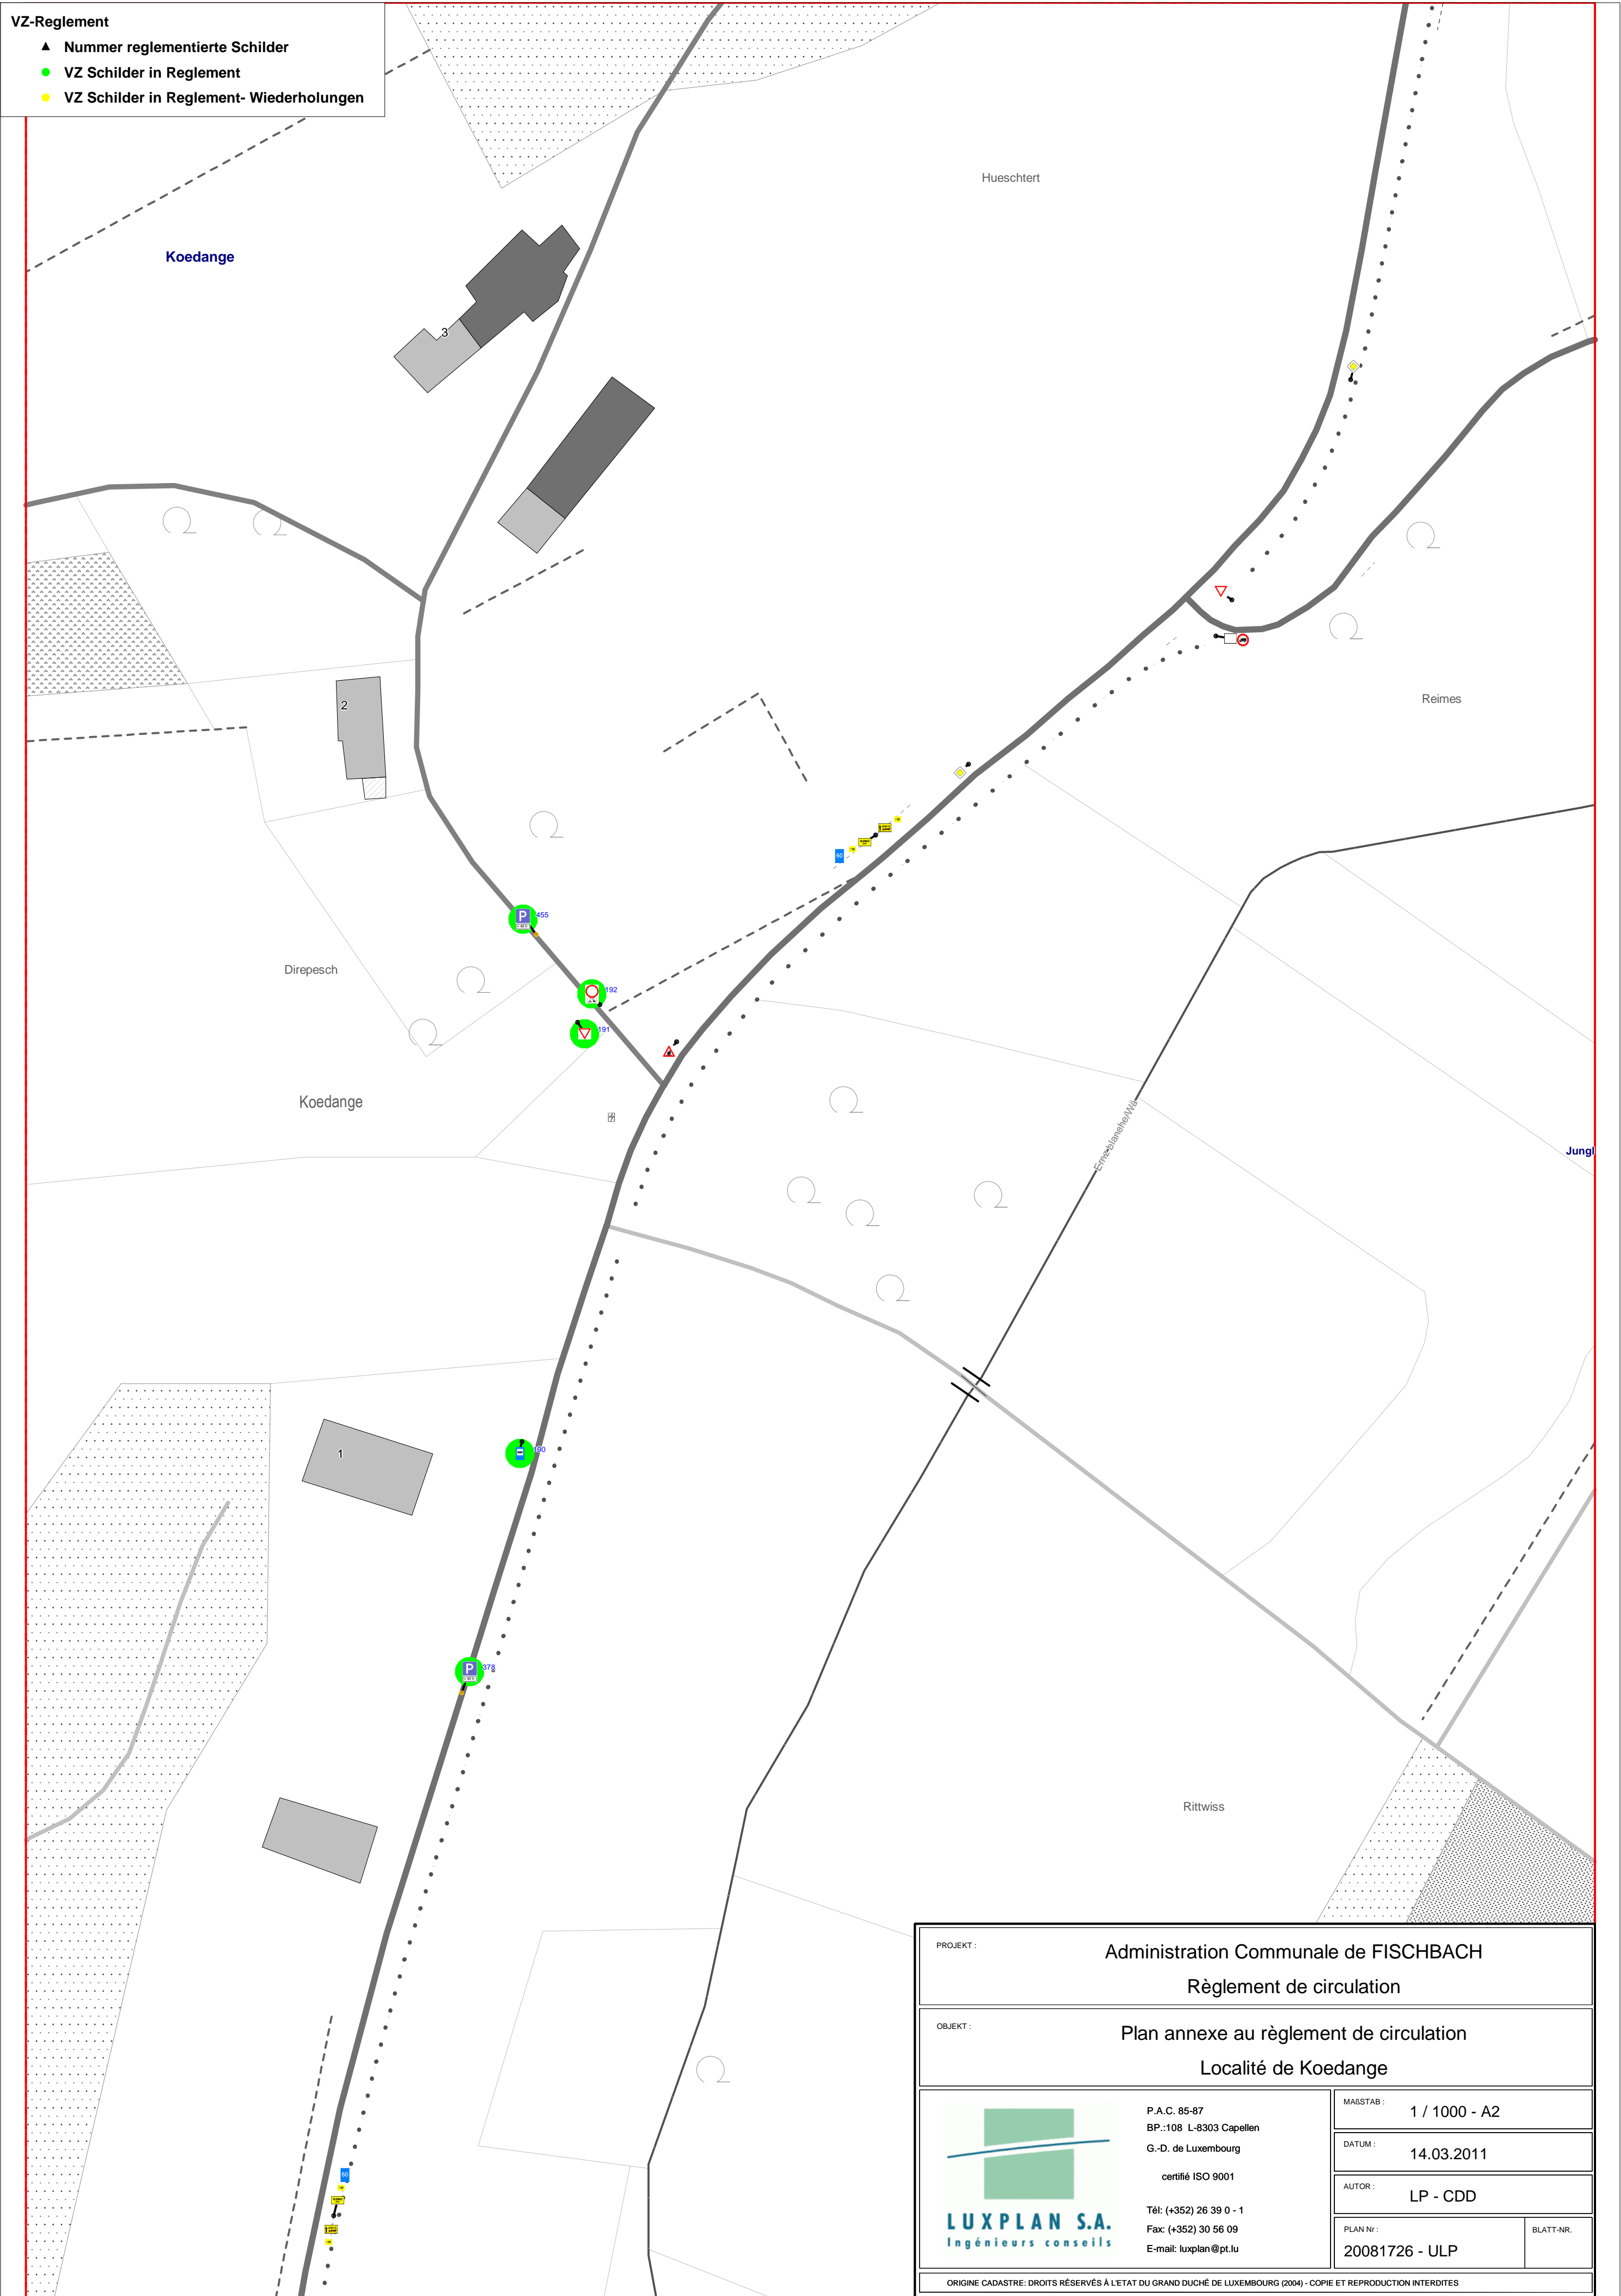 VZ-Reglement
Nummer reglementierte Schilder
VZ Schilder in Reglement
VZ Schilder in Reglement- Wiederholungen
Hueschtert
Koedange
3
2
Reimes
60
P
455
Direpesch
192
191
Koedange
Jungl
190
1
P
378
Rittwiss
60
PROJEKT :
Administration Communale de FISCHBACH
Règlement de circulation
OBJEKT :
Plan annexe au règlement de circulation
Localité de Koedange
LUXPLAN S.A.
Ingénieurs conseils
P.A.C. 85-87
BP.:108 L-8303 Capellen
G.-D. de Luxembourg
certifié ISO 9001
Tél: (+352) 26 39 0 - 1
Fax: (+352) 30 56 09
E-mail: luxplan@pt.lu
MAßSTAB :
1 / 1000 - A2
DATUM :
14.03.2011
AUTOR :
LP - CDD
PLAN Nr :
20081726 - ULP
BLATT-NR.
ORIGINE CADASTRE: DROITS RÉSERVÉS À L'ETAT DU GRAND DUCHÉ DE LUXEMBOURG (2004) - COPIE ET REPRODUCTION INTERDITES